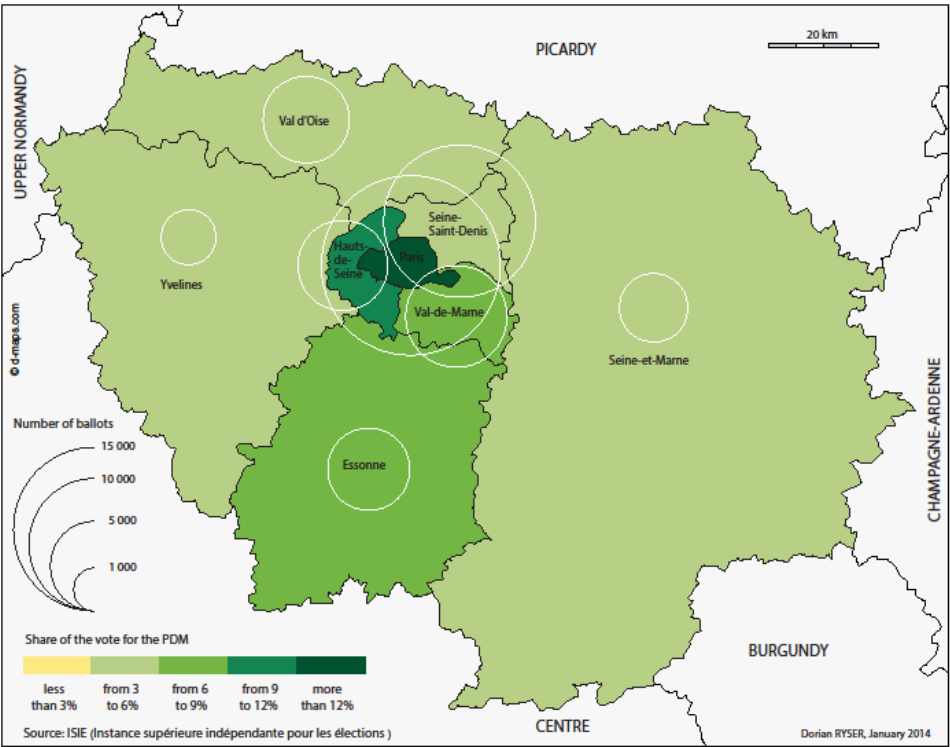 20 km
PICARDY
UPPER NORMANDY
Val d'Oise
Seine-
Saint-Denis
Hauts-
de-
Seine
Paris
Yvelines
Val-de-Marne
Seine-et-Marne
© d-maps.com
CHAMPAGNE-ARDENNE
Number of ballots
15 000
10 000
5 000
1 000
Essonne
Share of the vote for the PDM
less
than 3%
from 3
to 6%
from 6
to 9%
from 9
to 12%
more
than 12%
BURGUNDY
CENTRE
Source: ISIE (Instance supérieure indépendante pour les élections )
Dorian RYSER, January 2014